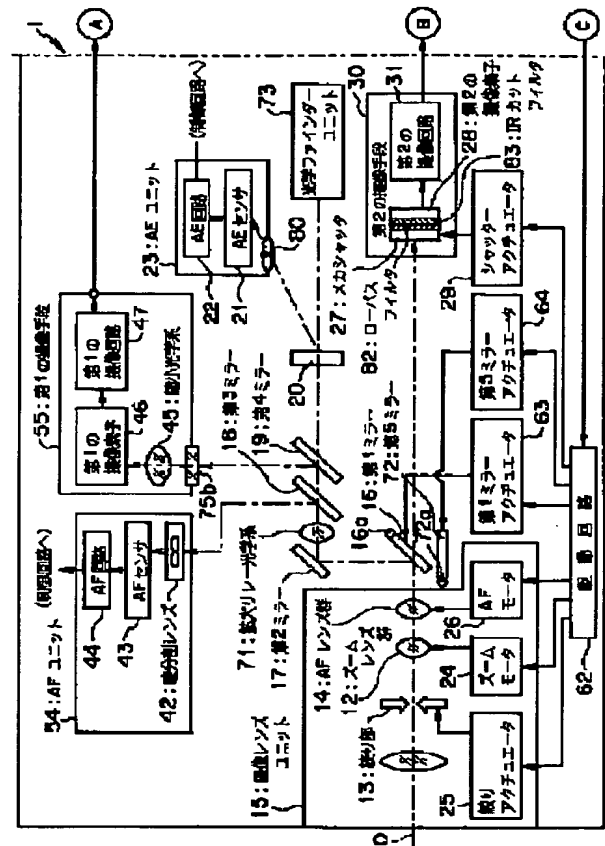 1
A
B
C
55：第1の撮像手段
第1の
撮像回路
47
第1の
撮像素子
46
45：縮小光学系
75b
(制御回路へ)
23：AEユニット
AE回路
22
AEセンサ
21
80
73
光学ファインダー
ユニット
20
19：第4ミラー
18：第3ミラー
54：AFユニット
(制御回路へ)
AF回路
44
AFセンサ
43
42：瞳分割レンズ
71：拡大リレー光学系
17：第2ミラー
30
第2の撮像手段
第2の
撮像回路
31
28：第2の
撮像素子
83：IRカット
フィルタ
27：メカシャッタ
82：ローパス
フィルタ
16：第1ミラー
72：第5ミラー
16a
72a
15：撮像レンズ
ユニット
14：AFレンズ群
12：ズーム
レンズ
群
13：絞り部
O
25
絞り
アクチュエータ
24
ズーム
モータ
26
AF
モータ
63
第1ミラー
アクチュエータ
64
第5ミラー
アクチュエータ
29
シャッター
アクチュエータ
62
駆動回路